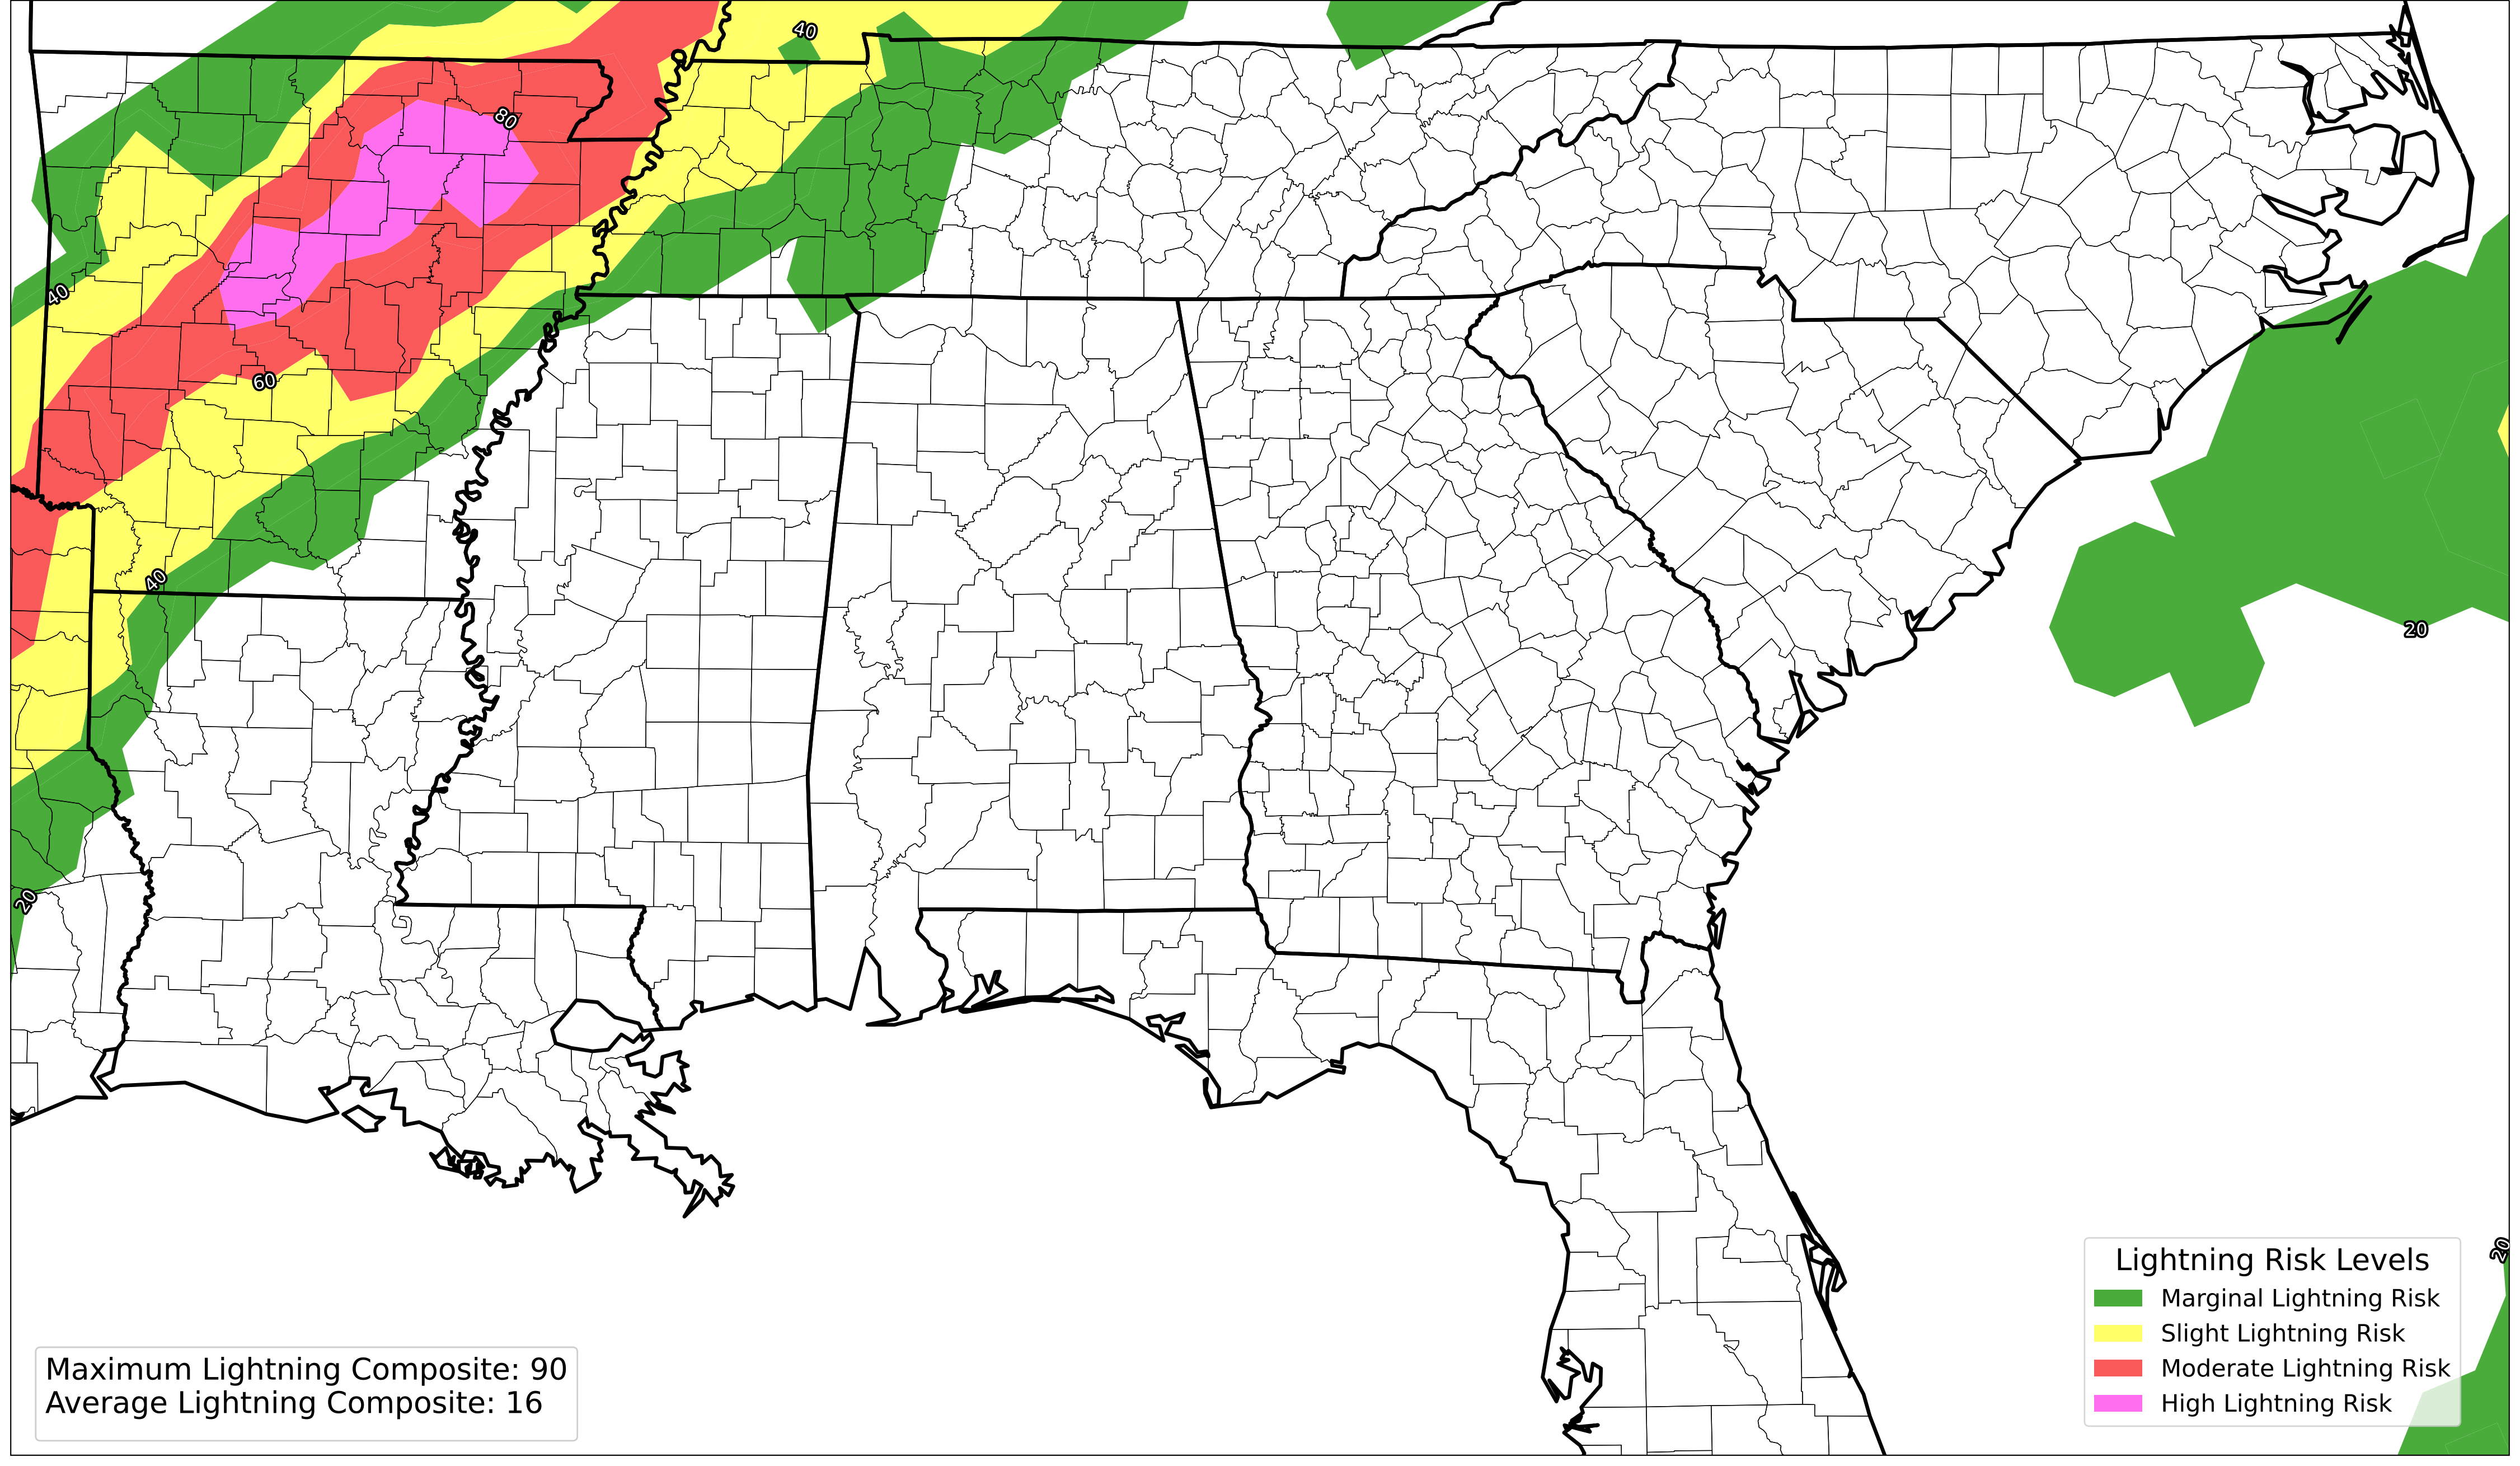 40
80
40
60
40
20
20
20
Lightning Risk Levels
Marginal Lightning Risk
Slight Lightning Risk
Moderate Lightning Risk
High Lightning Risk
Maximum Lightning Composite: 90
Average Lightning Composite: 16